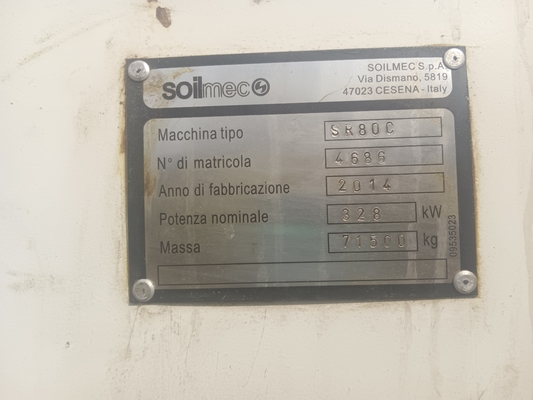 soilmec
SOILMEC S.p.A.
Via Dismano, 5819
47023 CESENA - Italy
Macchina tipo SR80C
N° di matricola 4686
Anno di fabbricazione 2014
Potenza nominale 328 kW
Massa 71500 kg
09535023